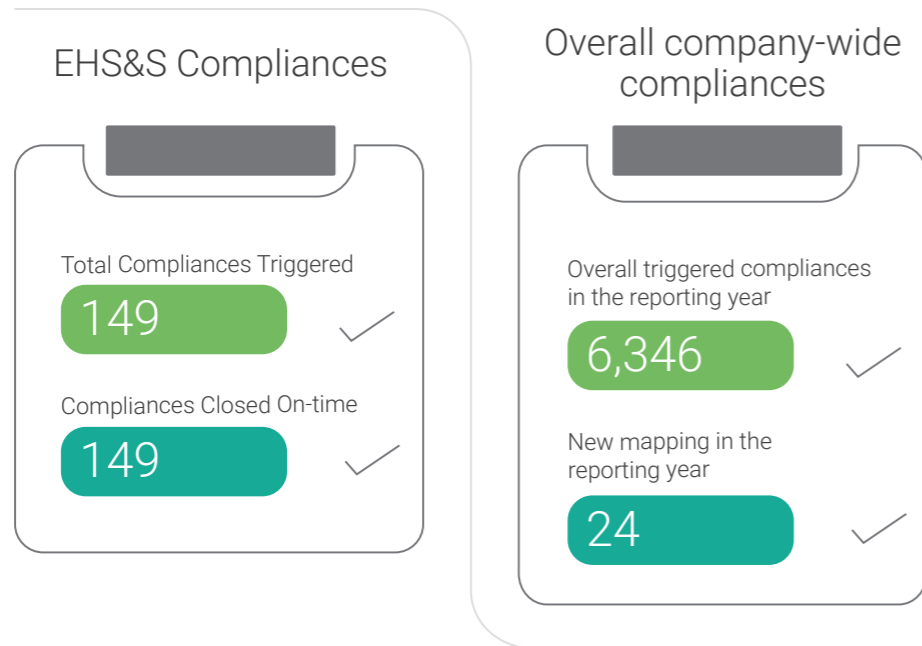 EHS&S Compliances
Total Compliances Triggered
149
Compliances Closed On-time
149
Overall company-wide
compliances
Overall triggered compliances
in the reporting year
6,346
New mapping in the
reporting year
24